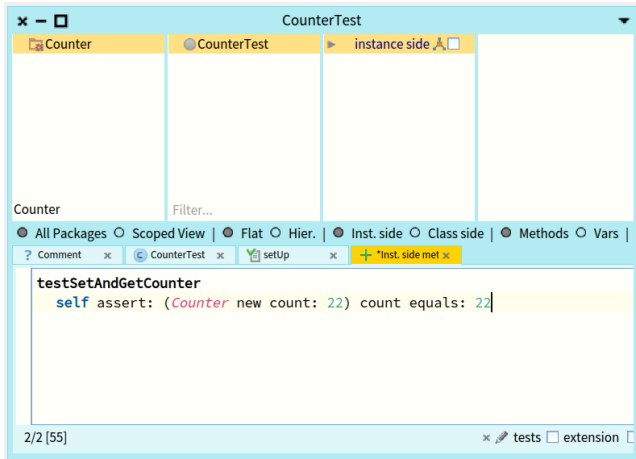 CounterTest
Counter
CounterTest
instance side
Counter
Filter...
All Packages Scoped View | Flat Hier. | Inst. side Class side | Methods Vars |
? Comment × C CounterTest × setUp × + *Inst. side met ×
testSetAndGetCounter
self assert: (Counter new count: 22) count equals: 22
2/2 [55]
× tests extension